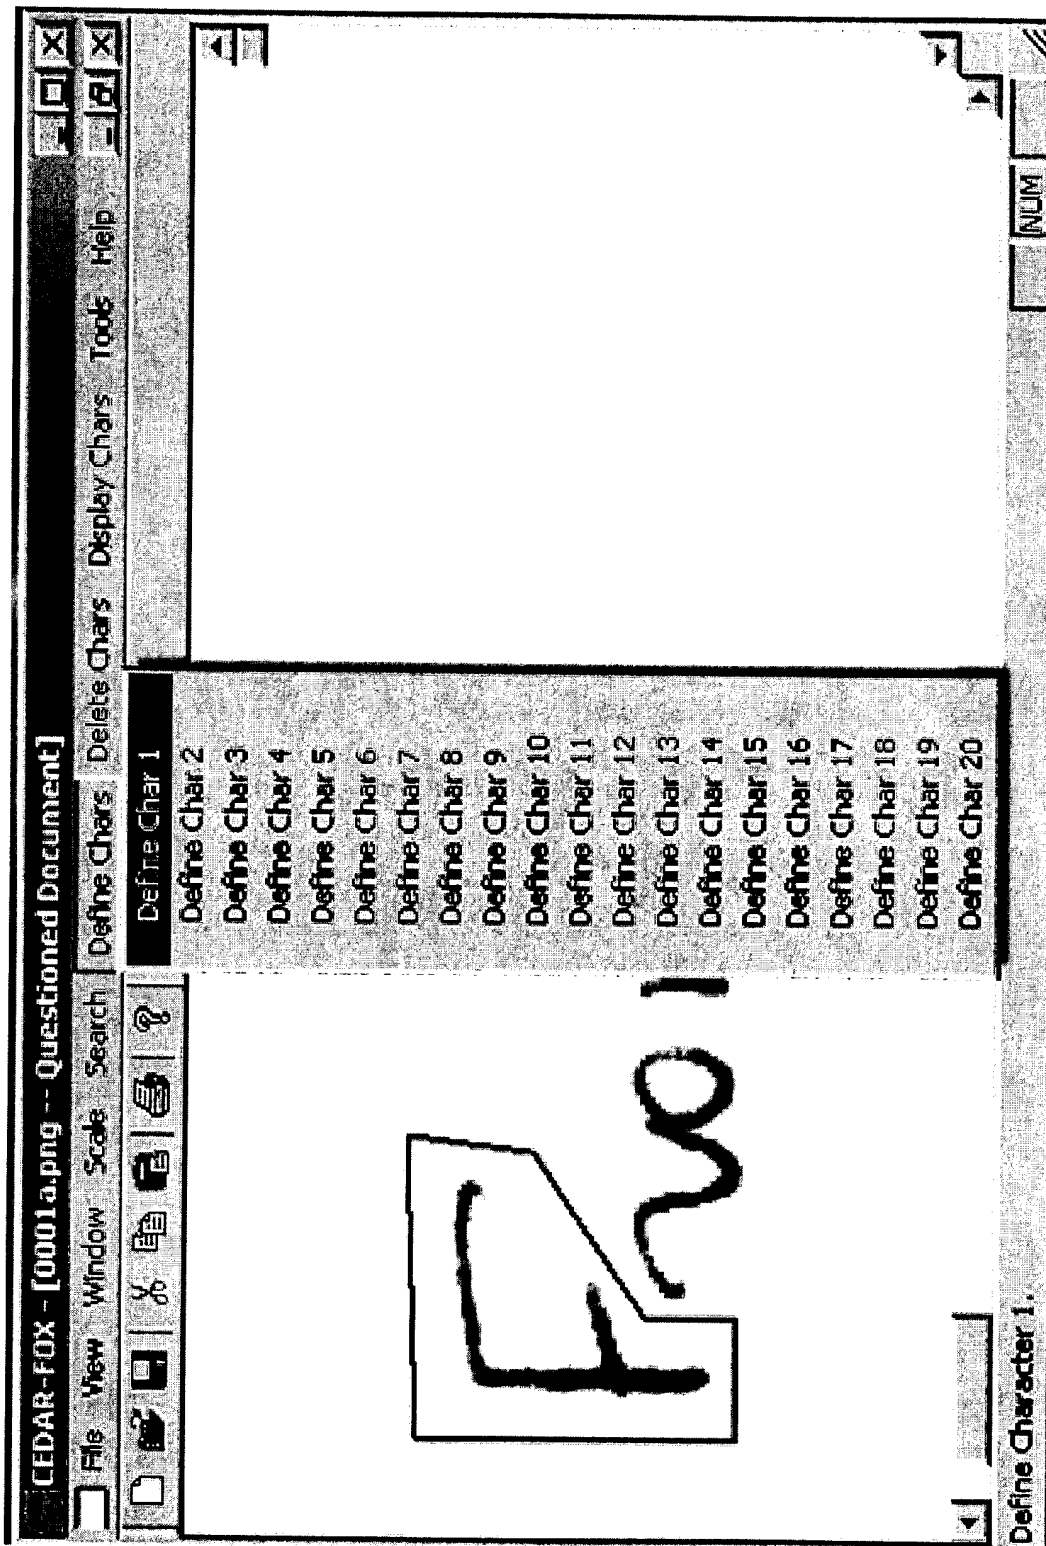 CEDAR-FOX - [0001a.png -- Questioned Document]
File View Window Scale Search Define Chars Delete Chars Display Chars Tools Help
Define Char 1
Define Char 2
Define Char 3
Define Char 4
Define Char 5
Define Char 6
Define Char 7
Define Char 8
Define Char 9
Define Char 10
Define Char 11
Define Char 12
Define Char 13
Define Char 14
Define Char 15
Define Char 16
Define Char 17
Define Char 18
Define Char 19
Define Char 20
Define Character 1.
NUM